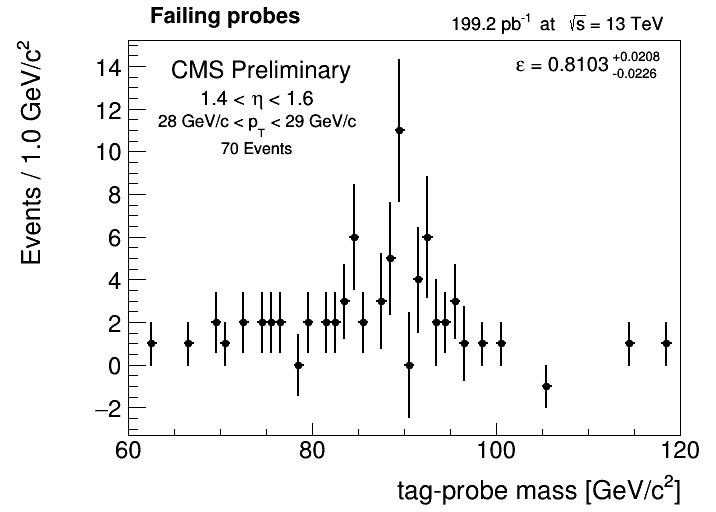 Failing probes
199.2 pb⁻¹ at √s = 13 TeV
CMS Preliminary
1.4 < η < 1.6
28 GeV/c < p_T < 29 GeV/c
70 Events
ε = 0.8103 +0.0208 -0.0226
Events / 1.0 GeV/c²
14
12
10
8
6
4
2
0
−2
60 80 100 120
tag-probe mass [GeV/c²]